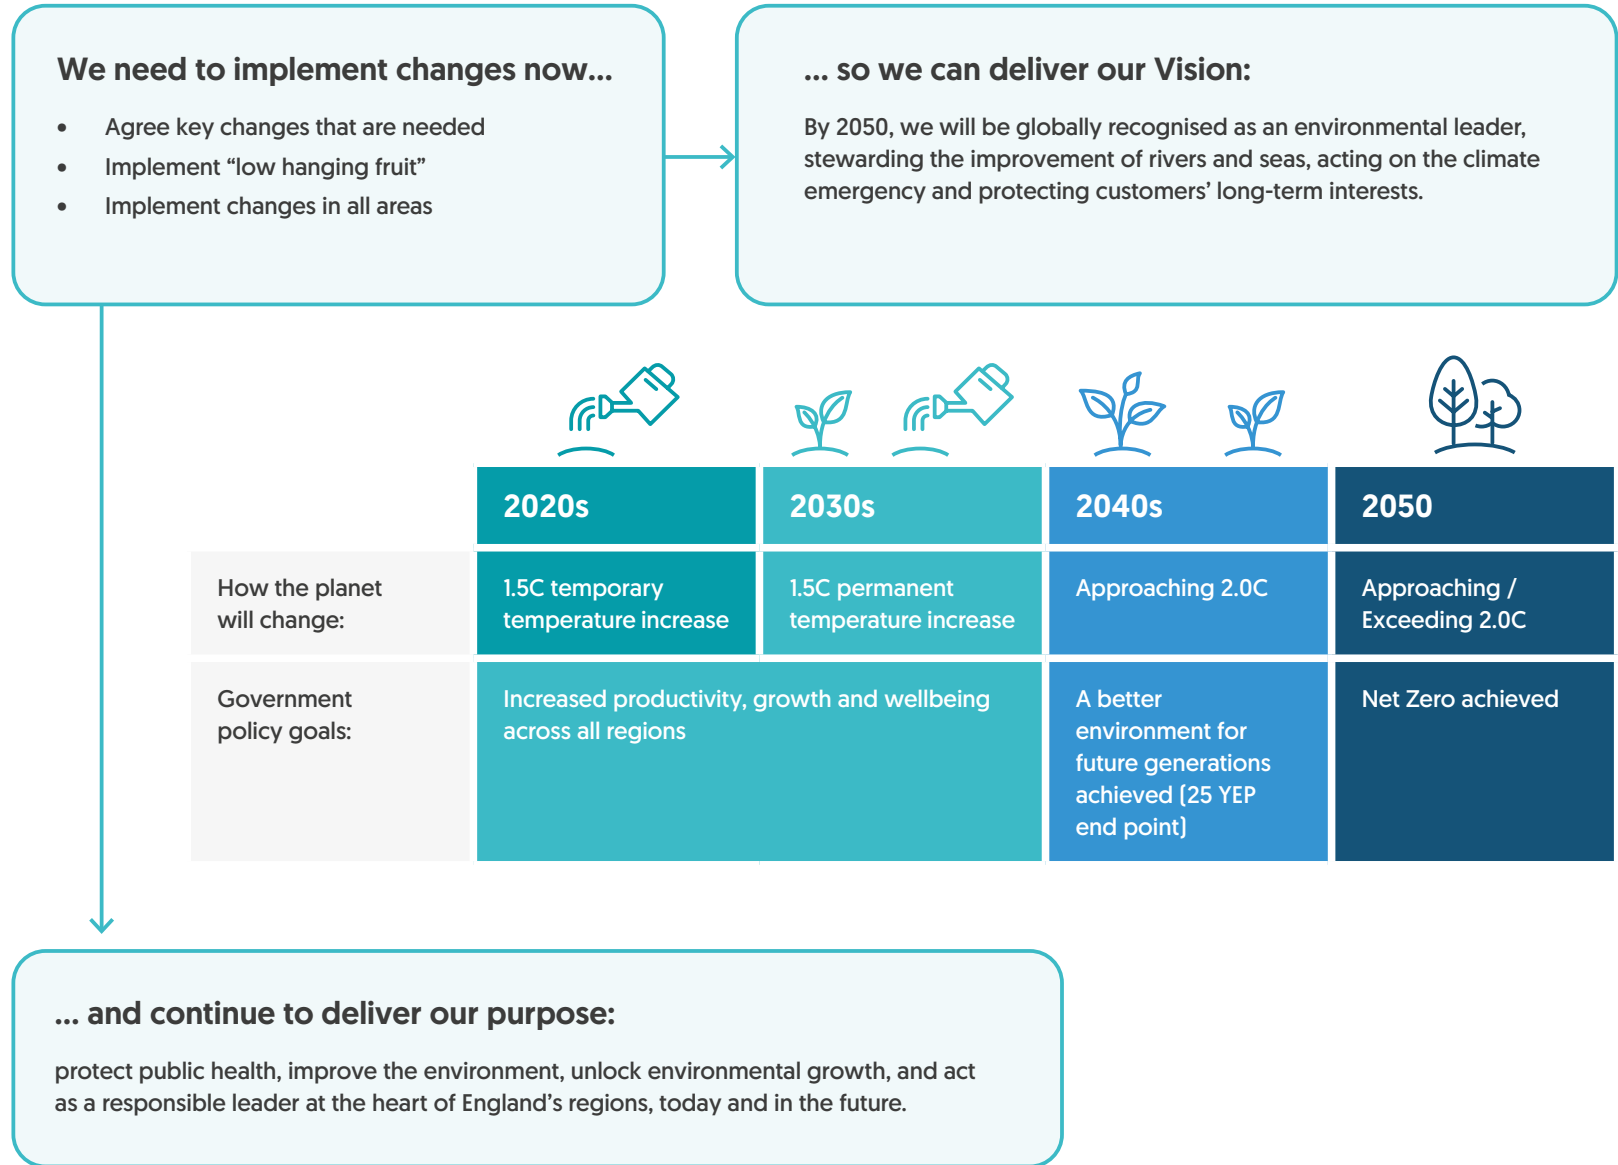 We need to implement changes now...
• Agree key changes that are needed
• Implement “low hanging fruit”
• Implement changes in all areas
... so we can deliver our Vision:
By 2050, we will be globally recognised as an environmental leader,
stewarding the improvement of rivers and seas, acting on the climate
emergency and protecting customers’ long-term interests.
2020s
2030s
2040s
2050
How the planet
will change:
1.5C temporary
temperature increase
1.5C permanent
temperature increase
Approaching 2.0C
Approaching /
Exceeding 2.0C
Government
policy goals:
Increased productivity, growth and wellbeing
across all regions
A better
environment for
future generations
achieved (25 YEP
end point)
Net Zero achieved
... and continue to deliver our purpose:
protect public health, improve the environment, unlock environmental growth, and act
as a responsible leader at the heart of England’s regions, today and in the future.